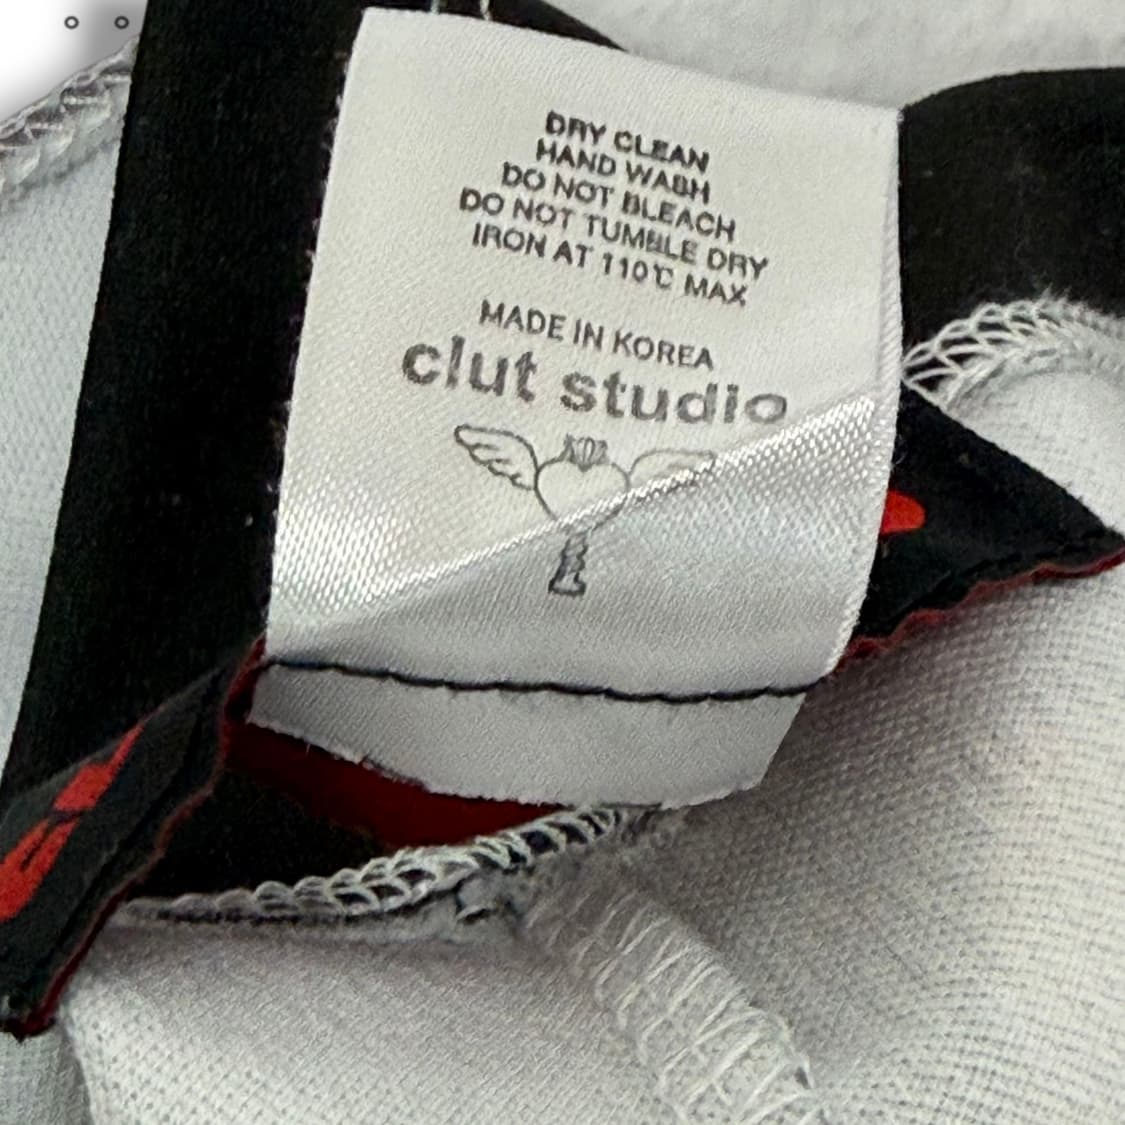 DRY CLEAN
HAND WASH
DO NOT BLEACH
DO NOT TUMBLE DRY
IRON AT 110℃ MAX
MADE IN KOREA
clut studio